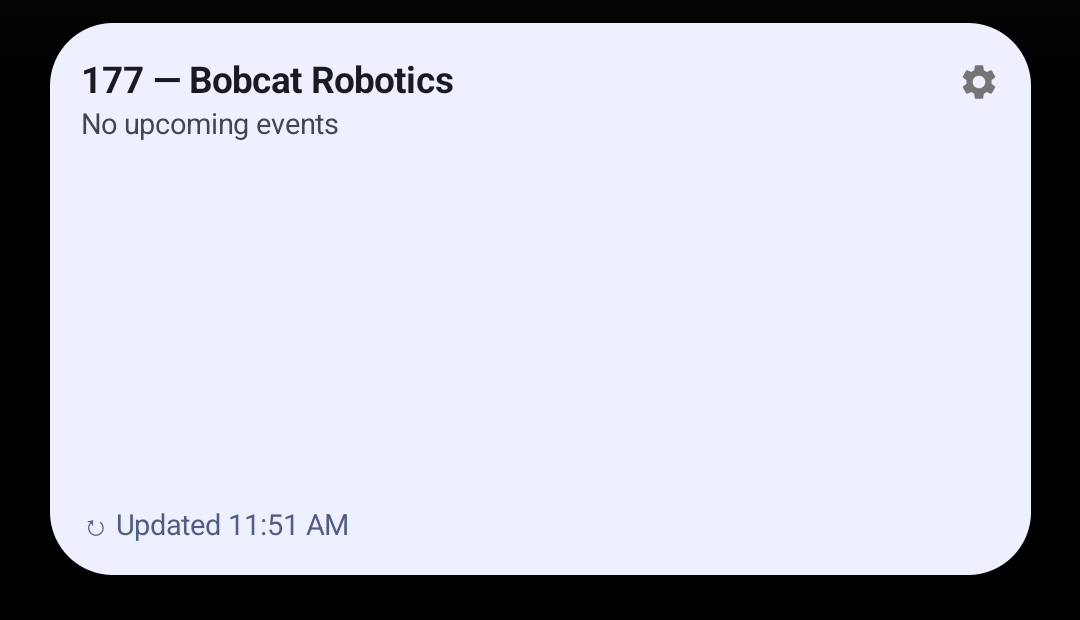 177 — Bobcat Robotics
No upcoming events
↻ Updated 11:51 AM